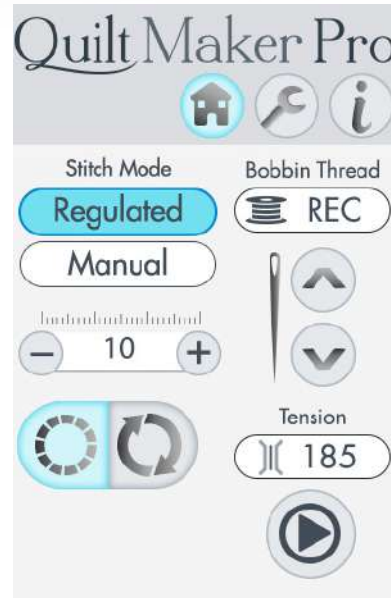 Quilt Maker Pro
i
Stitch Mode
Regulated
Manual
10
Bobbin Thread
REC
Tension
185